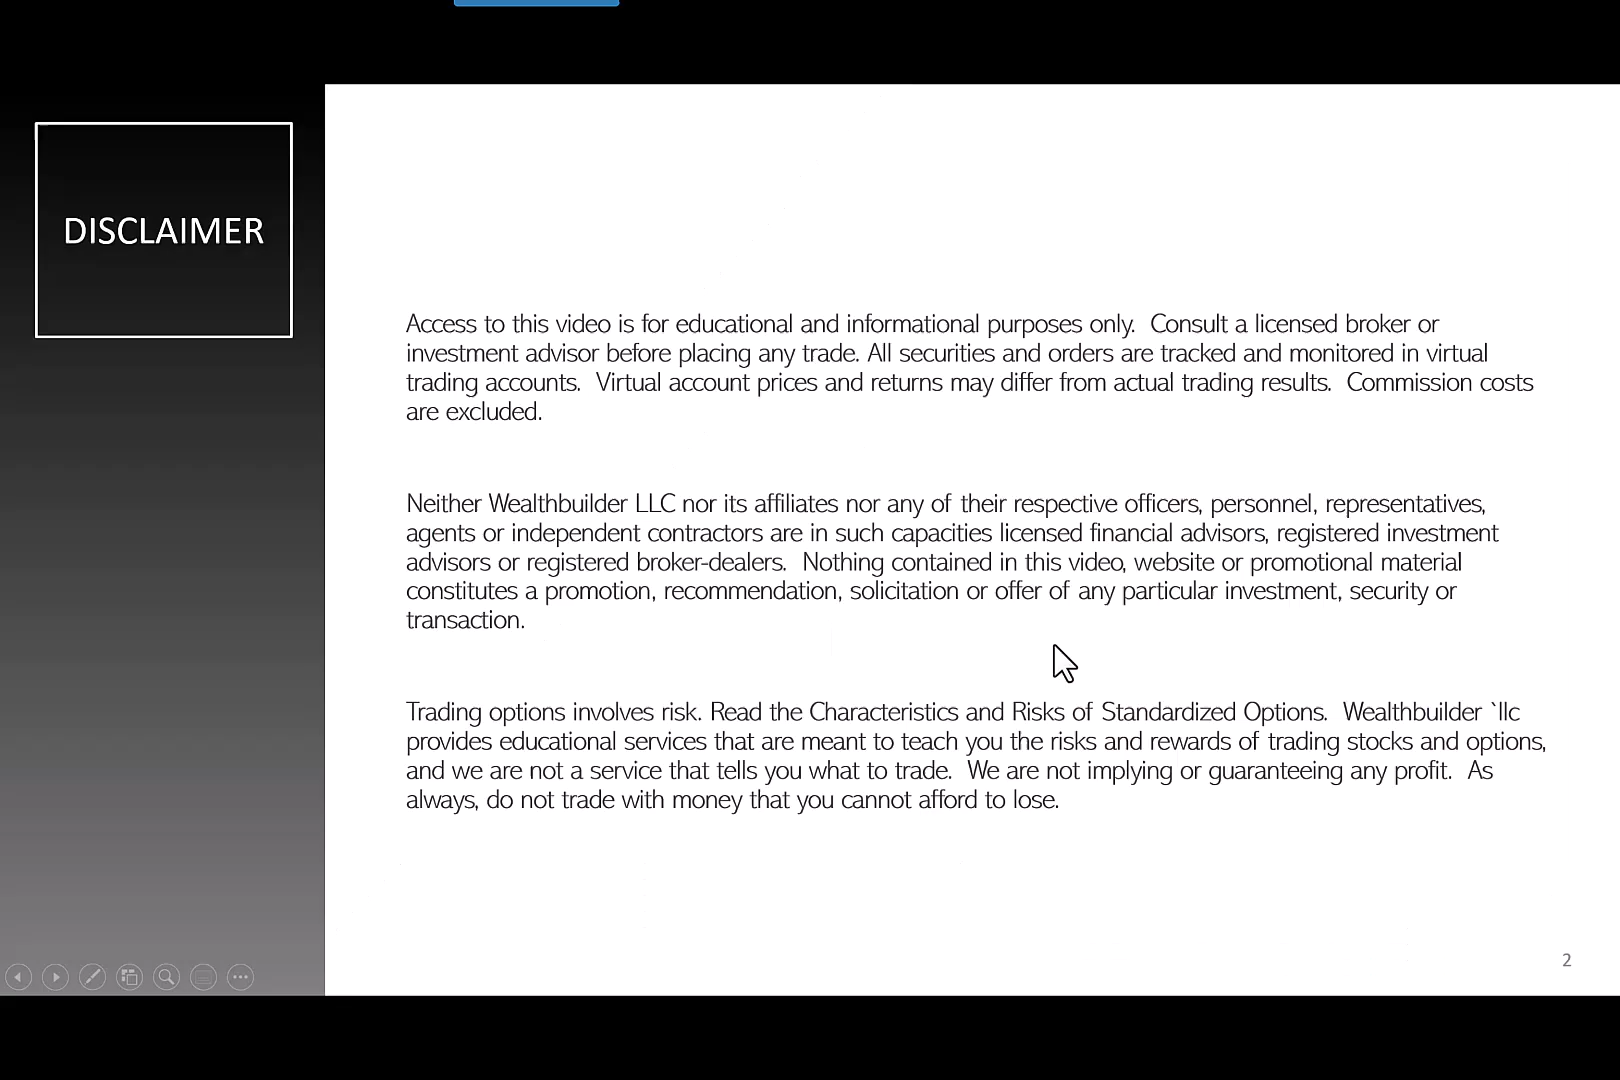 DISCLAIMER
Access to this video is for educational and informational purposes only.  Consult a licensed broker or
investment advisor before placing any trade. All securities and orders are tracked and monitored in virtual
trading accounts.  Virtual account prices and returns may differ from actual trading results.  Commission costs
are excluded.
Neither Wealthbuilder LLC nor its affiliates nor any of their respective officers, personnel, representatives,
agents or independent contractors are in such capacities licensed financial advisors, registered investment
advisors or registered broker-dealers.  Nothing contained in this video, website or promotional material
constitutes a promotion, recommendation, solicitation or offer of any particular investment, security or
transaction.
Trading options involves risk. Read the Characteristics and Risks of Standardized Options.  Wealthbuilder `llc
provides educational services that are meant to teach you the risks and rewards of trading stocks and options,
and we are not a service that tells you what to trade.  We are not implying or guaranteeing any profit.  As
always, do not trade with money that you cannot afford to lose.
2